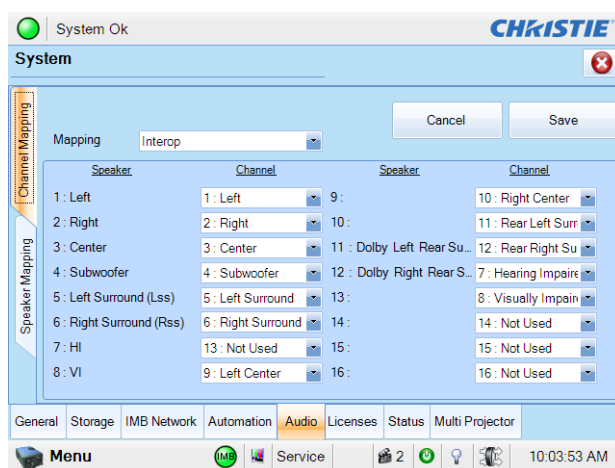 System Ok
CHRISTIE
System
Channel Mapping
Speaker Mapping
Cancel
Save
Mapping
Interop
Speaker Channel Speaker Channel
1 : Left 1 : Left 9 : 10 : Right Center
2 : Right 2 : Right 10 : 11 : Rear Left Surr
3 : Center 3 : Center 11 : Dolby Left Rear Su... 12 : Rear Right Su
4 : Subwoofer 4 : Subwoofer 12 : Dolby Right Rear S... 7 : Hearing Impaire
5 : Left Surround (Lss) 5 : Left Surround 13 : 8 : Visually Impaire
6 : Right Surround (Rss) 6 : Right Surround 14 : 14 : Not Used
7 : HI 13 : Not Used 15 : 15 : Not Used
8 : VI 9 : Left Center 16 : 16 : Not Used
General Storage IMB Network Automation Audio Licenses Status Multi Projector
Menu IMB Service 2 10:03:53 AM